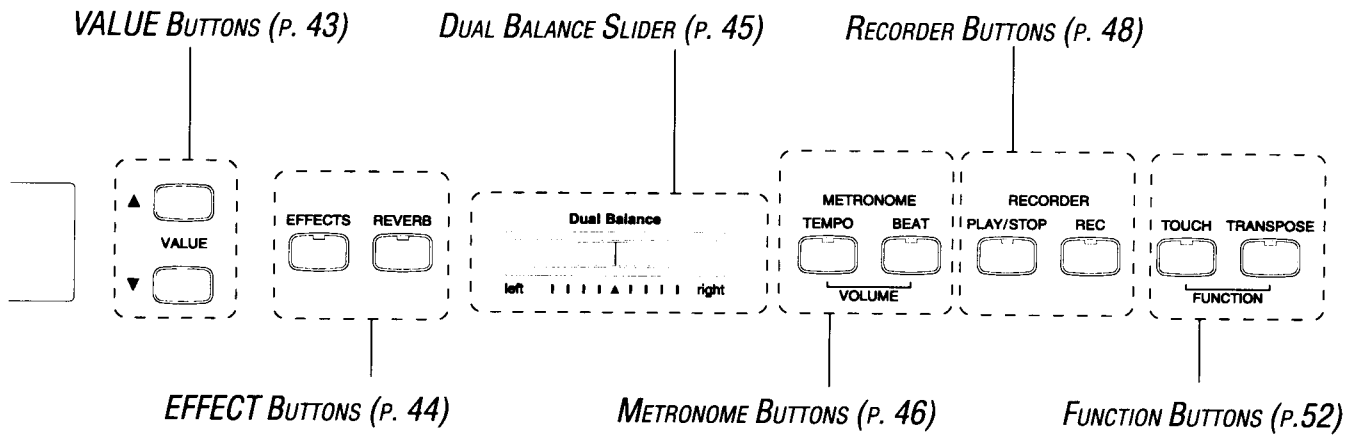 VALUE BUTTONS (P. 43)
DUAL BALANCE SLIDER (P. 45)
RECORDER BUTTONS (P. 48)
▲
VALUE
▼
EFFECTS REVERB
Dual Balance
left ▲ right
METRONOME
TEMPO BEAT
VOLUME
RECORDER
PLAY/STOP REC
TOUCH TRANSPOSE
FUNCTION
EFFECT BUTTONS (P. 44)
METRONOME BUTTONS (P. 46)
FUNCTION BUTTONS (P.52)